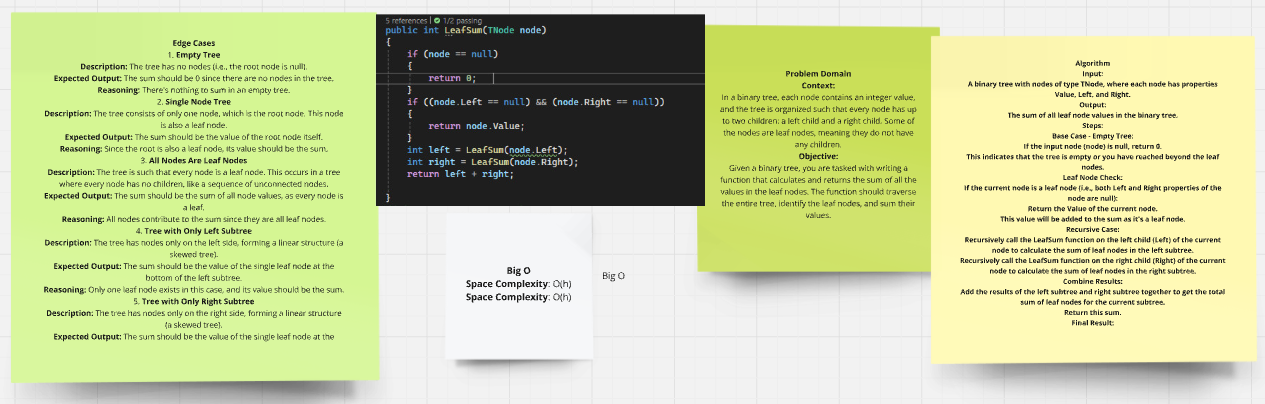 Edge Cases
1. Empty Tree
Description: The tree has no nodes (i.e., the root node is null).
Expected Output: The sum should be 0 since there are no nodes in the tree.
Reasoning: There's nothing to sum in an empty tree.
2. Single Node Tree
Description: The tree consists of only one node, which is the root node. This node
is also a leaf node.
Expected Output: The sum should be the value of the root node itself.
Reasoning: Since the root is also a leaf node, its value should be the sum.
3. All Nodes Are Leaf Nodes
Description: The tree is such that every node is a leaf node. This occurs in a tree
where every node has no children, like a sequence of unconnected nodes.
Expected Output: The sum should be the sum of all node values, as every node is
a leaf.
Reasoning: All nodes contribute to the sum since they are all leaf nodes.
4. Tree with Only Left Subtree
Description: The tree has nodes only on the left side, forming a linear structure (a
skewed tree).
Expected Output: The sum should be the value of the single leaf node at the
bottom of the left subtree.
Reasoning: Only one leaf node exists in this case, and its value should be the sum.
5. Tree with Only Right Subtree
Description: The tree has nodes only on the right side, forming a linear structure
(a skewed tree).
Expected Output: The sum should be the value of the single leaf node at the
5 references | 1/2 passing
public int LeafSum(TNode node)
{
if (node == null)
{
return 0;
}
if ((node.Left == null) && (node.Right == null))
{
return node.Value;
}
int left = LeafSum(node.Left);
int right = LeafSum(node.Right);
return left + right;
}
Big O
Space Complexity: O(h)
Space Complexity: O(h)
Big O
Problem Domain
Context:
In a binary tree, each node contains an integer value,
and the tree is organized such that every node has up
to two children: a left child and a right child. Some of
the nodes are leaf nodes, meaning they do not have
any children.
Objective:
Given a binary tree, you are tasked with writing a
function that calculates and returns the sum of all the
values in the leaf nodes. The function should traverse
the entire tree, identify the leaf nodes, and sum their
values.
Algorithm
Input:
A binary tree with nodes of type TNode, where each node has properties
Value, Left, and Right.
Output:
The sum of all leaf node values in the binary tree.
Steps:
Base Case - Empty Tree:
If the input node (node) is null, return 0.
This indicates that the tree is empty or you have reached beyond the leaf
nodes.
Leaf Node Check:
If the current node is a leaf node (i.e., both Left and Right properties of the
node are null):
Return the Value of the current node.
This value will be added to the sum as it's a leaf node.
Recursive Case:
Recursively call the LeafSum function on the left child (Left) of the current
node to calculate the sum of leaf nodes in the left subtree.
Recursively call the LeafSum function on the right child (Right) of the current
node to calculate the sum of leaf nodes in the right subtree.
Combine Results:
Add the results of the left subtree and right subtree together to get the total
sum of leaf nodes for the current subtree.
Return this sum.
Final Result: